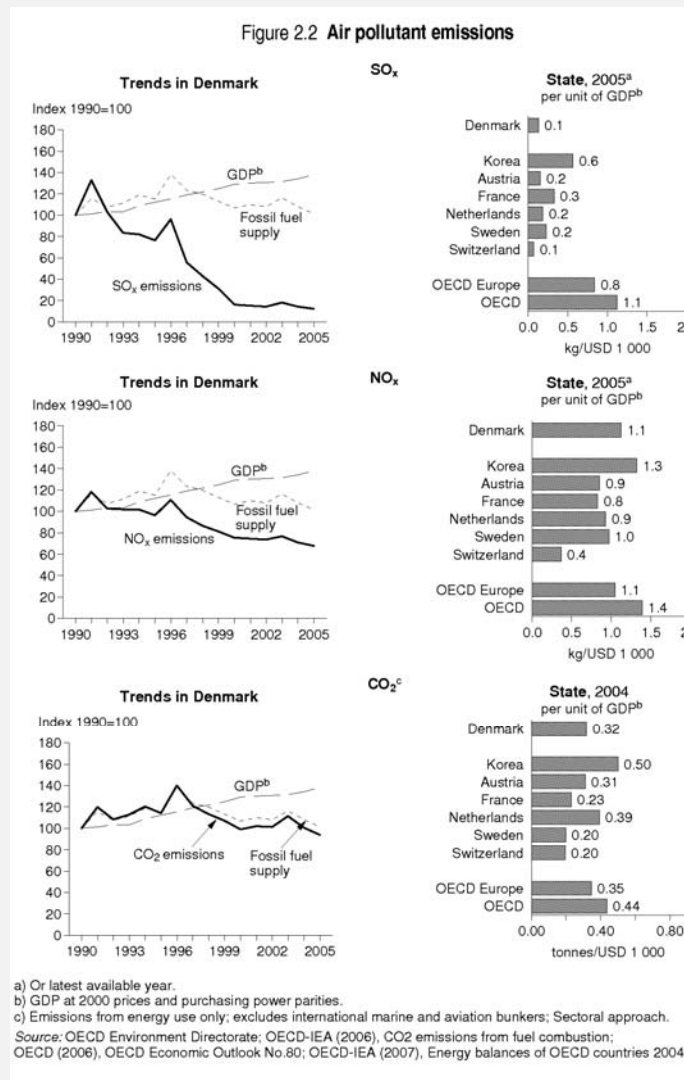 Figure 2.2 Air pollutant emissions
SOx
Trends in Denmark
Index 1990=100
180
160
140
120
100
80
60
40
20
0
GDPb
Fossil fuel
supply
SOx emissions
1990 1993 1996 1999 2002 2005
State, 2005a
per unit of GDPb
Denmark 0.1
Korea 0.6
Austria 0.2
France 0.3
Netherlands 0.2
Sweden 0.2
Switzerland 0.1
OECD Europe 0.8
OECD 1.1
0.0 0.5 1.0 1.5 2
kg/USD 1 000
NOx
Trends in Denmark
Index 1990=100
180
160
140
120
100
80
60
40
20
0
GDPb
Fossil fuel
supply
NOx emissions
1990 1993 1996 1999 2002 2005
State, 2005a
per unit of GDPb
Denmark 1.1
Korea 1.3
Austria 0.9
France 0.8
Netherlands 0.9
Sweden 1.0
Switzerland 0.4
OECD Europe 1.1
OECD 1.4
0.0 0.5 1.0 1.5 2
kg/USD 1 000
CO2c
Trends in Denmark
Index 1990=100
180
160
140
120
100
80
60
40
20
0
GDPb
CO2 emissions
Fossil fuel
supply
1990 1993 1996 1999 2002 2005
State, 2004
per unit of GDPb
Denmark 0.32
Korea 0.50
Austria 0.31
France 0.23
Netherlands 0.39
Sweden 0.20
Switzerland 0.20
OECD Europe 0.35
OECD 0.44
0.00 0.40 0.80
tonnes/USD 1 000
a) Or latest available year.
b) GDP at 2000 prices and purchasing power parities.
c) Emissions from energy use only; excludes international marine and aviation bunkers; Sectoral approach.
Source: OECD Environment Directorate; OECD-IEA (2006), CO2 emissions from fuel combustion;
OECD (2006), OECD Economic Outlook No.80; OECD-IEA (2007), Energy balances of OECD countries 2004